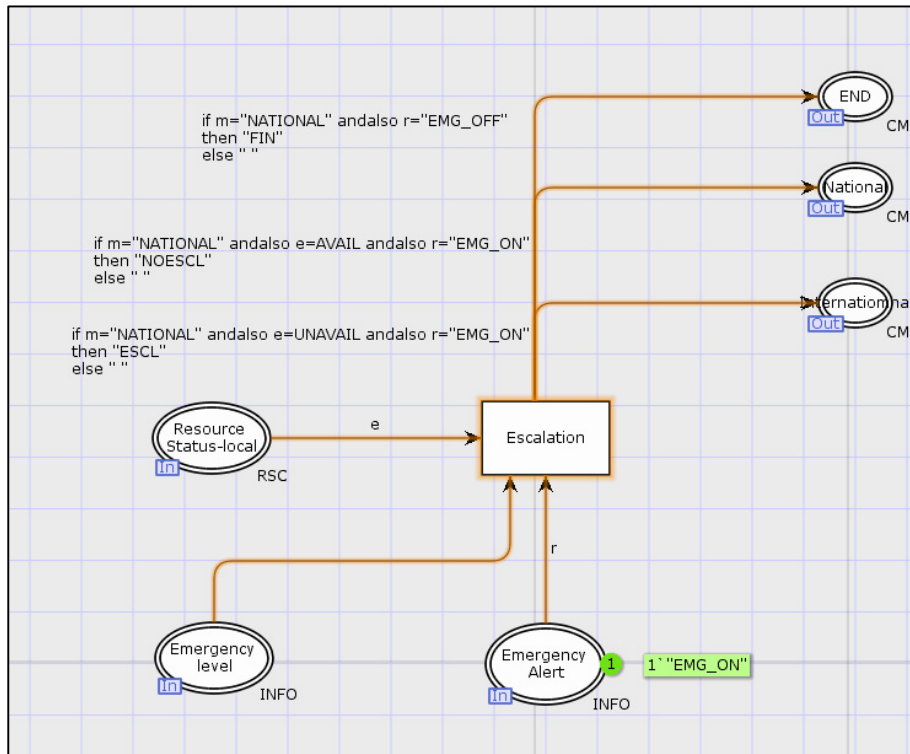 END
Out
CM
if m="NATIONAL" andalso r="EMG_OFF"
then "FIN"
else " "
National
Out
CM
if m="NATIONAL" andalso e=AVAIL andalso r="EMG_ON"
then "NOESCL"
else " "
Internatiomna
Out
CM
if m="NATIONAL" andalso e=UNAVAIL andalso r="EMG_ON"
then "ESCL"
else " "
Resource
Status-local
In
RSC
e
Escalation
r
Emergency
level
In
INFO
Emergency
Alert
In
INFO
1
1`"EMG_ON"